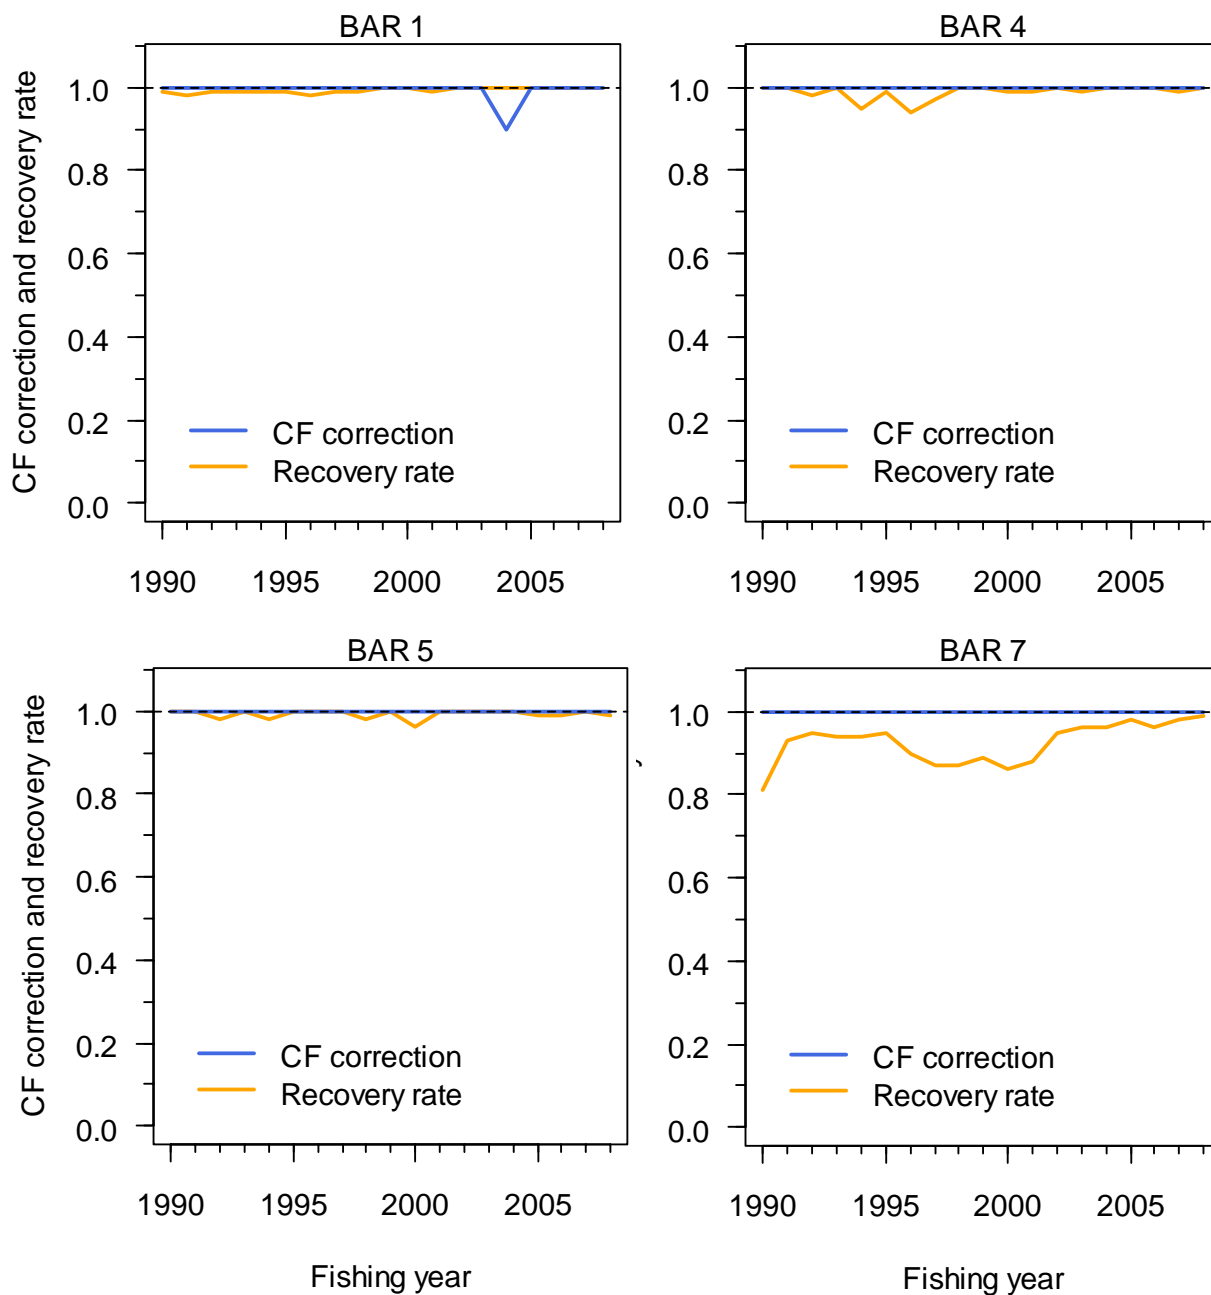 BAR 1
CF correction and recovery rate
1.0
0.8
0.6
0.4
0.2
0.0
CF correction
Recovery rate
1990 1995 2000 2005
BAR 4
1.0
0.8
0.6
0.4
0.2
0.0
CF correction
Recovery rate
1990 1995 2000 2005
BAR 5
CF correction and recovery rate
1.0
0.8
0.6
0.4
0.2
0.0
CF correction
Recovery rate
1990 1995 2000 2005
Fishing year
BAR 7
1.0
0.8
0.6
0.4
0.2
0.0
CF correction
Recovery rate
1990 1995 2000 2005
Fishing year